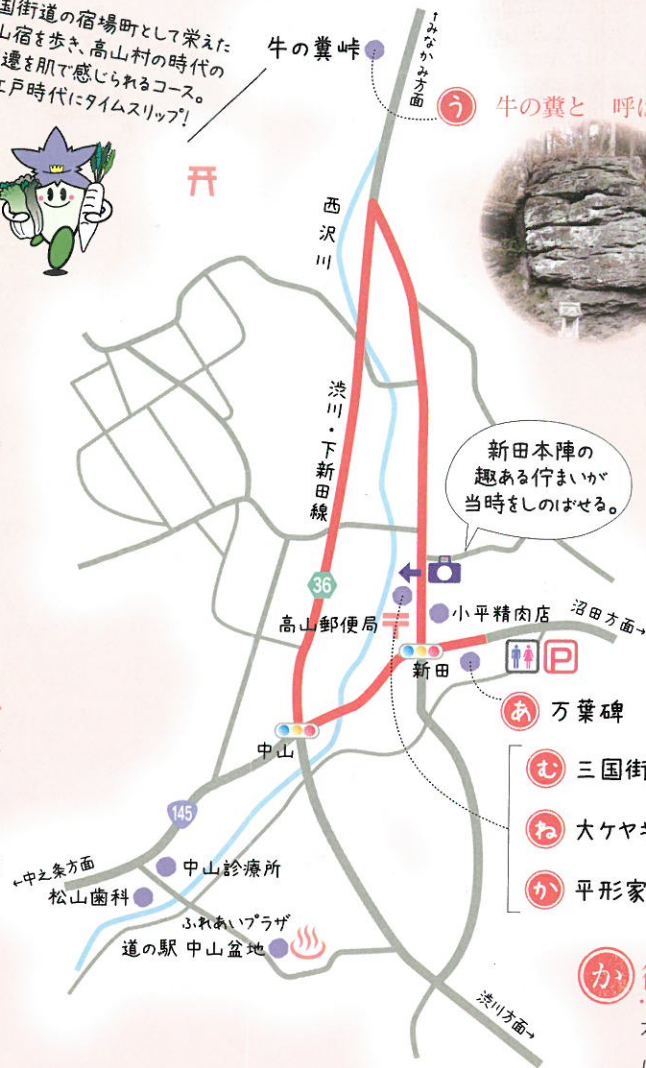 国街道の宿場町として栄えた
山宿を歩き、高山村の時代の
遷を肌で感じられるコース。
江戸時代にタイムスリップ!
牛の糞峠
↑みなかみ方面
う 牛の糞と 呼は
西沢川
渋川・下新田線
新田本陣の
趣ある佇まいが
当時をしのばせる。
36
高山郵便局
小平精肉店
沼田方面→
新田
P
あ 万葉碑
中山
む 三国街
ね 大ケヤキ
か 平形家
145
←中之条方面
中山診療所
松山歯科
ふれあいプラザ
道の駅 中山盆地
か
渋川方面→